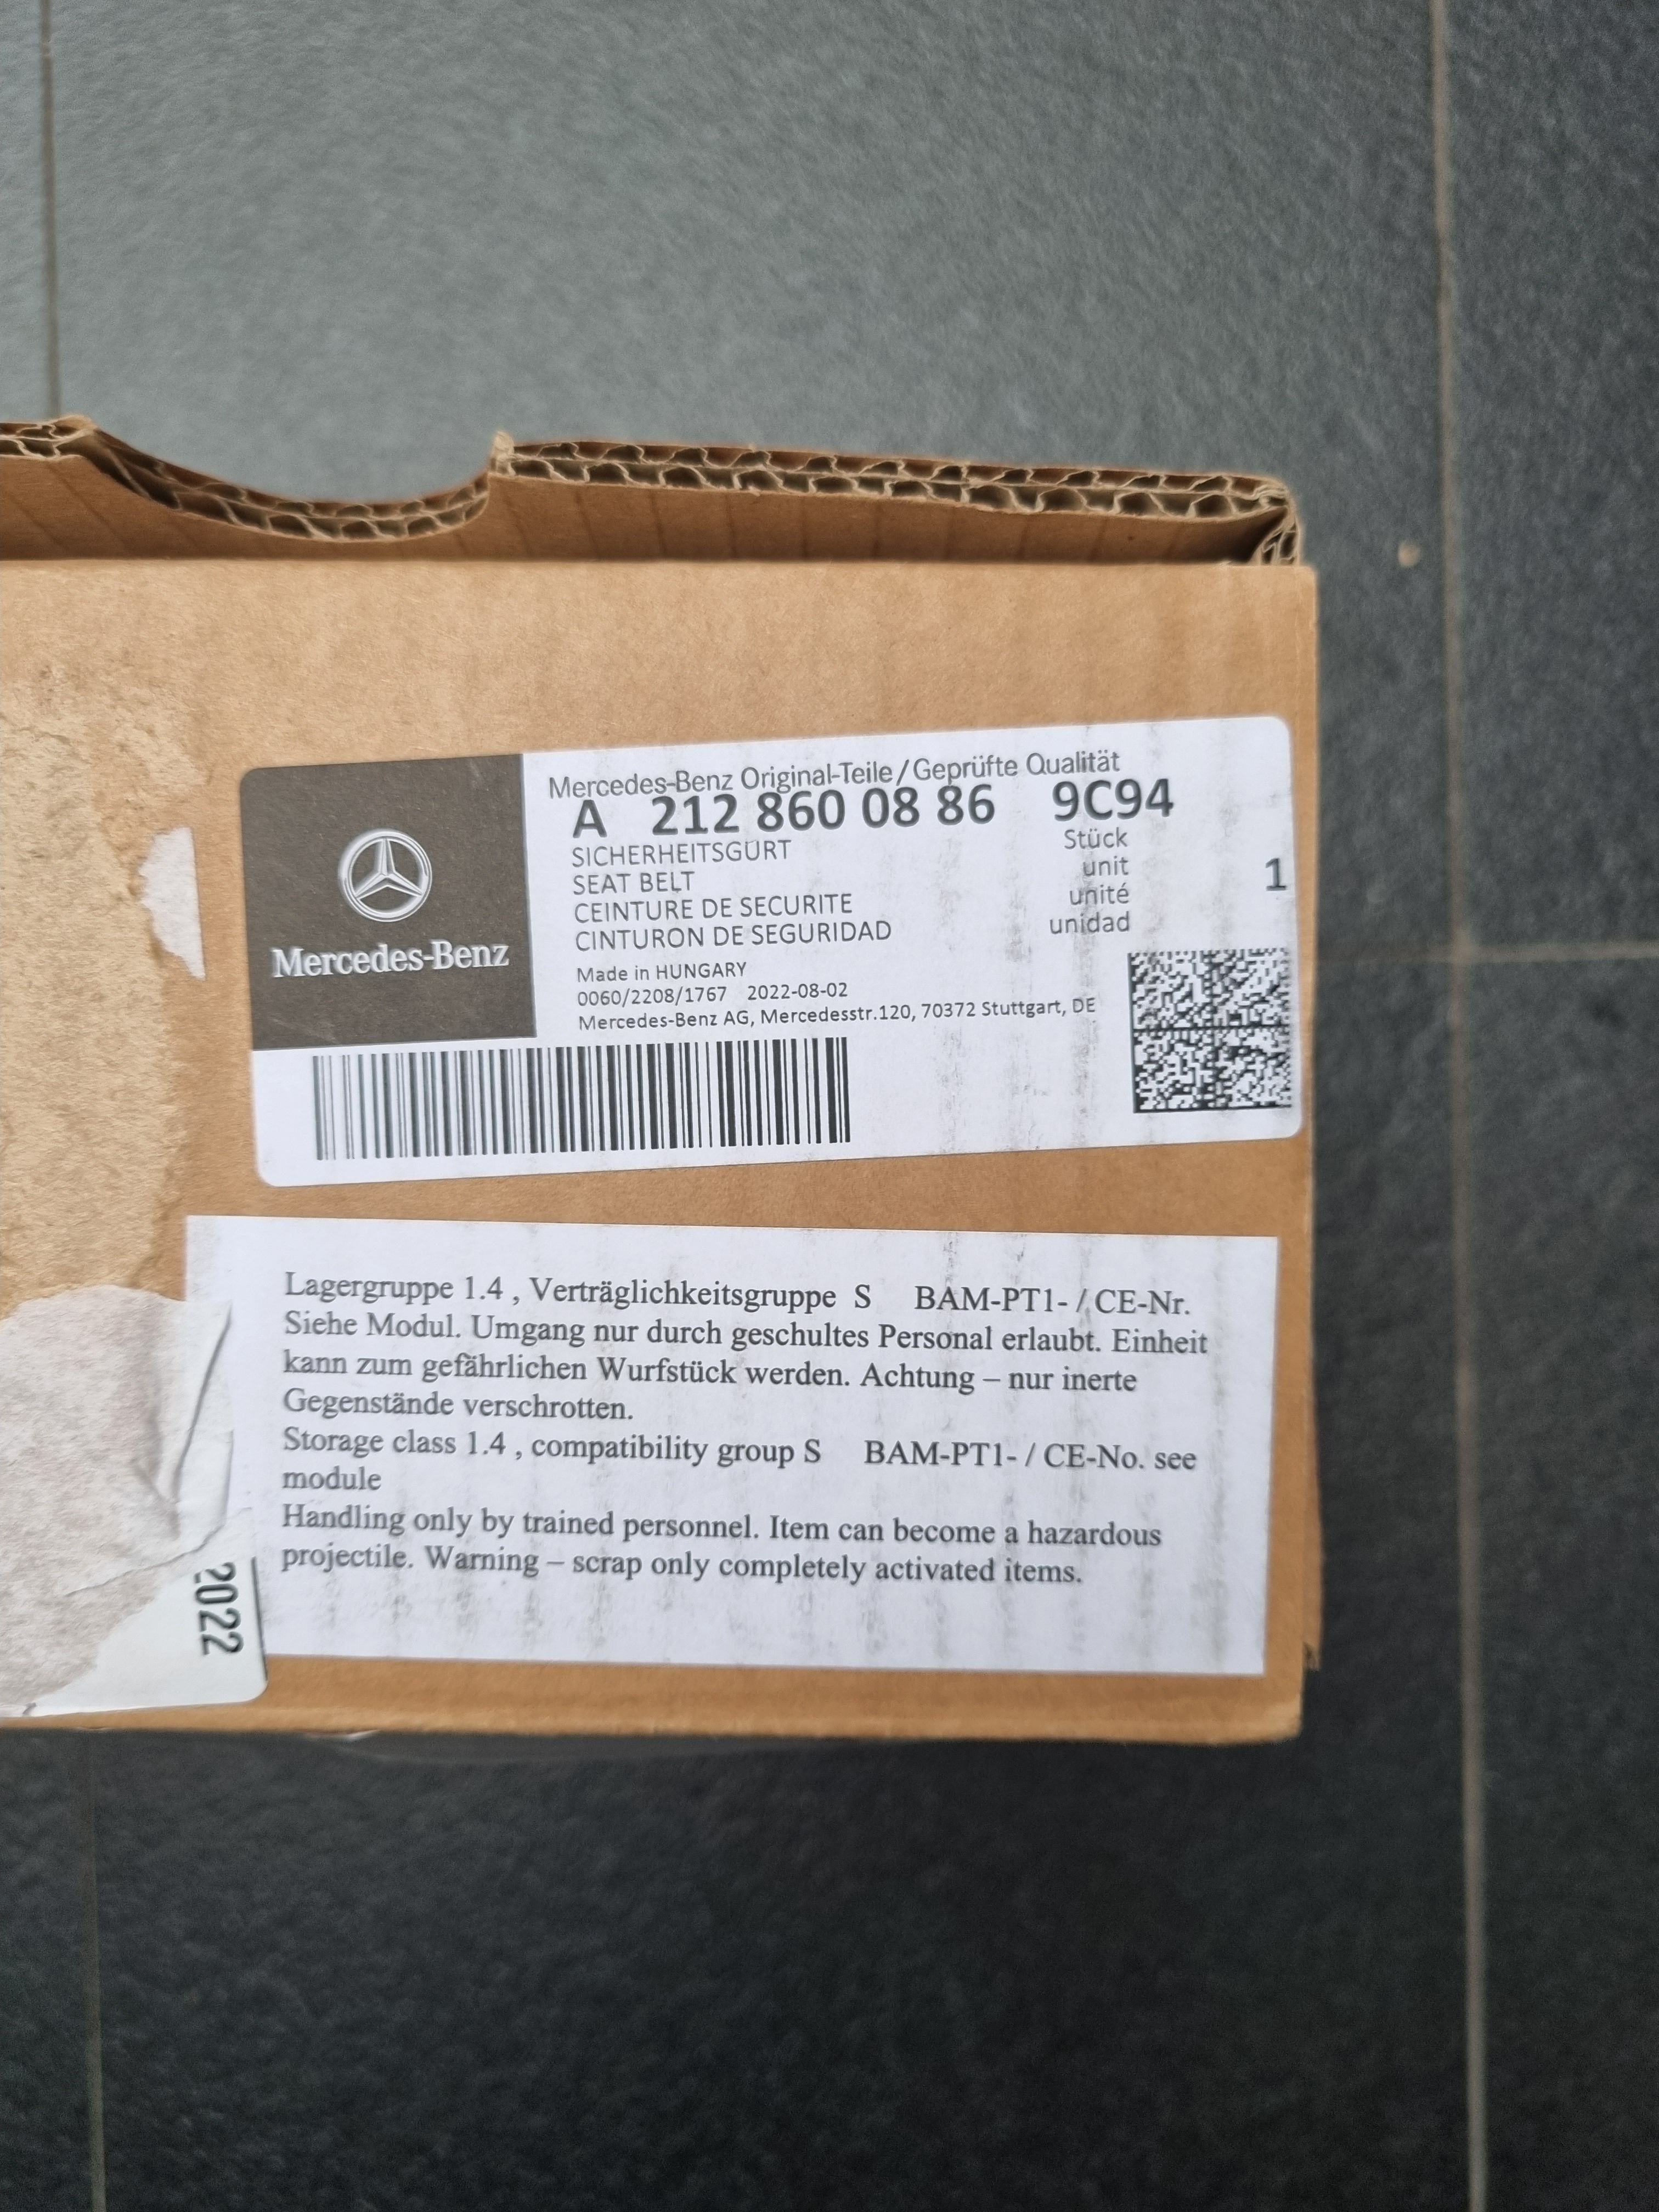 Mercedes-Benz
Mercedes-Benz Original-Teile/Geprüfte Qualität
A 212 860 08 86 9C94
SICHERHEITSGURT
SEAT BELT
CEINTURE DE SECURITE
CINTURON DE SEGURIDAD
Stück
unit
unité
unidad
1
Made in HUNGARY
0060/2208/1767 2022-08-02
Mercedes-Benz AG, Mercedesstr.120, 70372 Stuttgart, DE
Lagergruppe 1.4 , Verträglichkeitsgruppe S BAM-PT1- / CE-Nr.
Siehe Modul. Umgang nur durch geschultes Personal erlaubt. Einheit
kann zum gefährlichen Wurfstück werden. Achtung – nur inerte
Gegenstände verschrotten.
Storage class 1.4 , compatibility group S BAM-PT1- / CE-No. see
module
Handling only by trained personnel. Item can become a hazardous
projectile. Warning – scrap only completely activated items.
2022